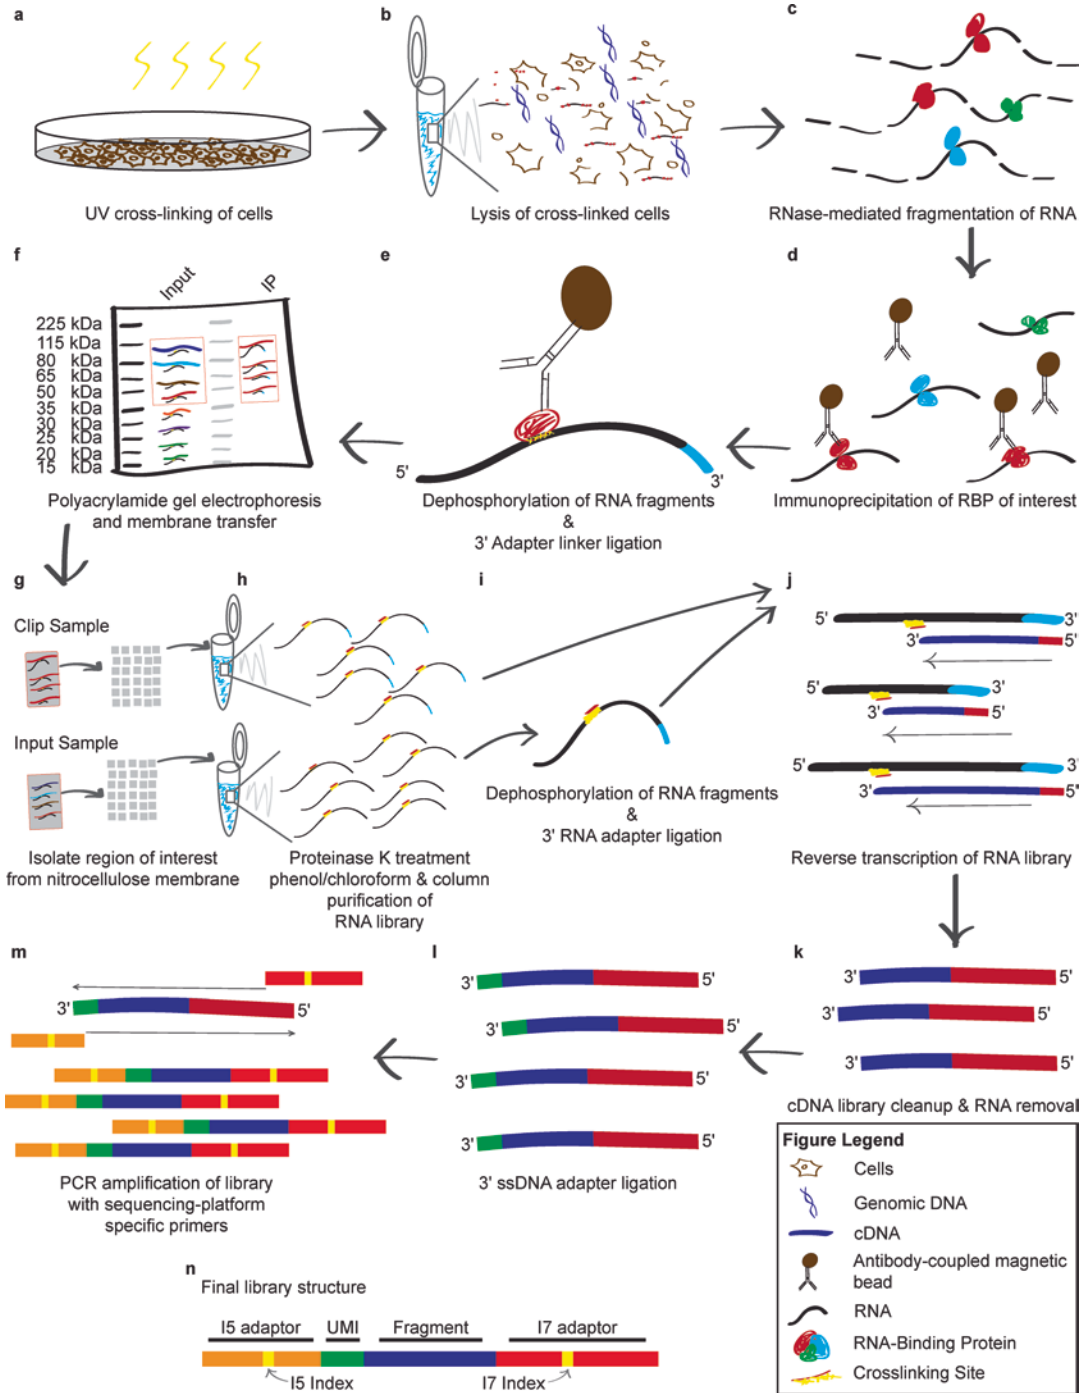 a
b
c
UV cross-linking of cells
Lysis of cross-linked cells
RNase-mediated fragmentation of RNA
d
Immunoprecipitation of RBP of interest
e
5'
3'
Dephosphorylation of RNA fragments
&
3' Adapter linker ligation
f
Input
IP
225 kDa
115 kDa
80 kDa
65 kDa
50 kDa
35 kDa
30 kDa
25 kDa
20 kDa
15 kDa
Polyacrylamide gel electrophoresis
and membrane transfer
g
Clip Sample
Input Sample
Isolate region of interest
from nitrocellulose membrane
h
Proteinase K treatment
phenol/chloroform & column
purification of
RNA library
i
Dephosphorylation of RNA fragments
&
3' RNA adapter ligation
j
5'
3'
3'
5'
5'
3'
3'
5'
5'
3'
3'
5'
Reverse transcription of RNA library
k
3'
5'
3'
5'
3'
5'
cDNA library cleanup & RNA removal
l
3'
5'
3'
5'
3'
5'
3'
5'
3' ssDNA adapter ligation
m
3'
5'
PCR amplification of library
with sequencing-platform
specific primers
Figure Legend
Cells
Genomic DNA
cDNA
Antibody-coupled magnetic
bead
RNA
RNA-Binding Protein
Crosslinking Site
n
Final library structure
I5 adaptor
UMI
Fragment
I7 adaptor
I5 Index
I7 Index